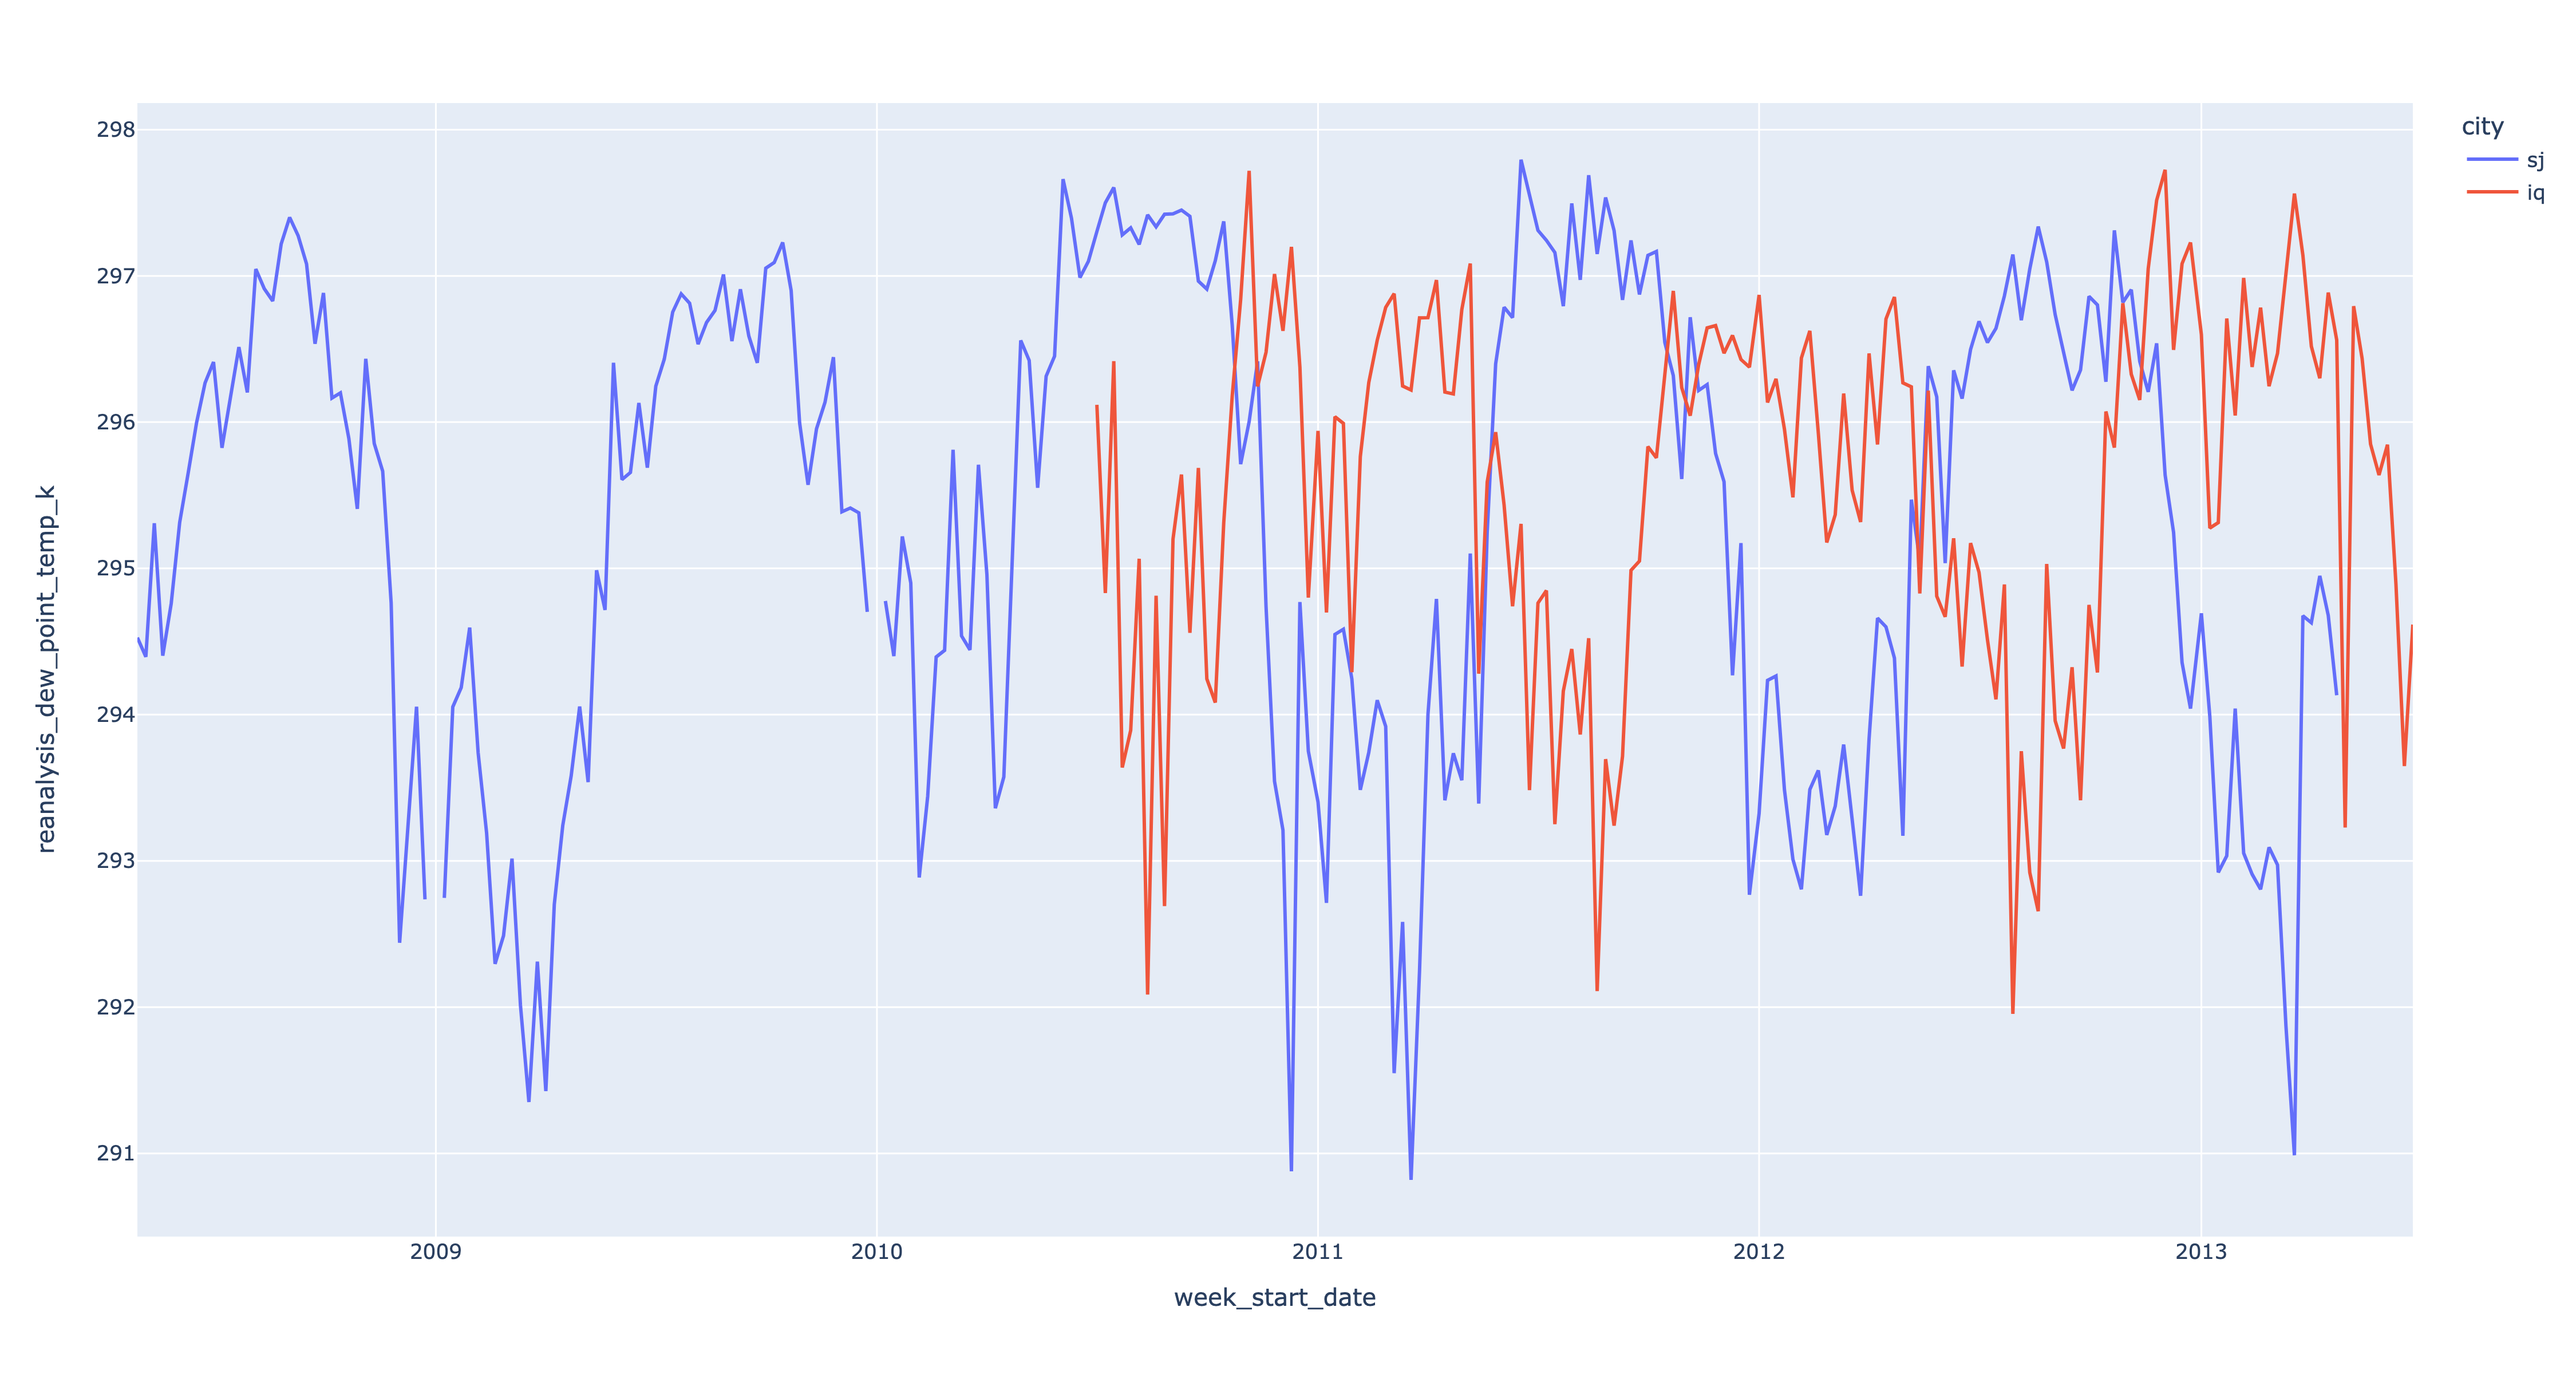 298
297
296
295
294
293
292
291
reanalysis_dew_point_temp_k
2009
2010
2011
2012
2013
week_start_date
city
sj
iq